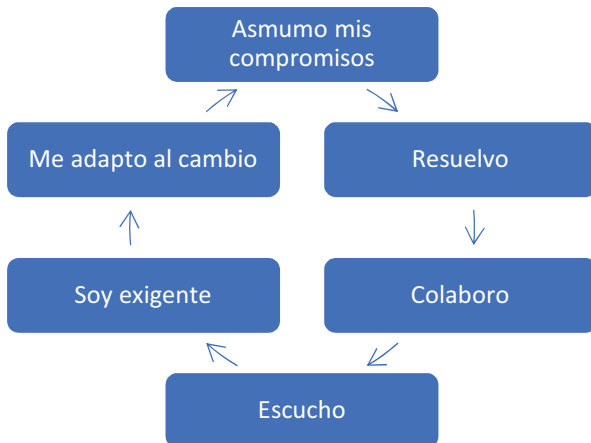 Asmumo mis
compromisos
Resuelvo
Colaboro
Escucho
Soy exigente
Me adapto al cambio